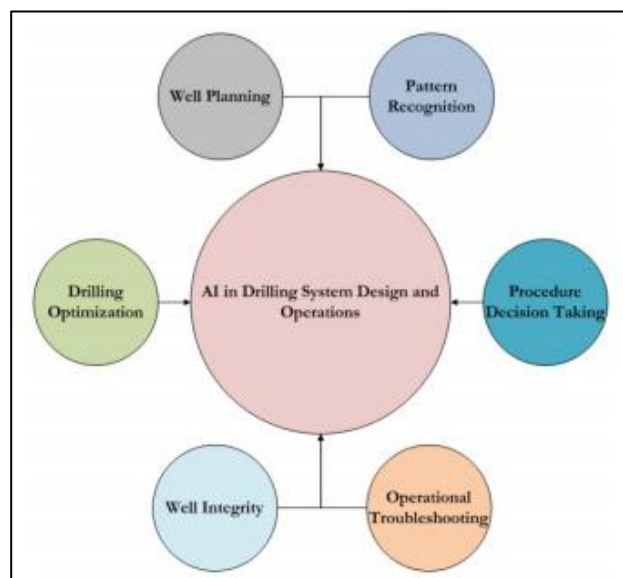 Well Planning
Pattern
Recognition
Drilling
Optimization
AI in Drilling System Design and
Operations
Procedure
Decision Taking
Well Integrity
Operational
Troubleshooting